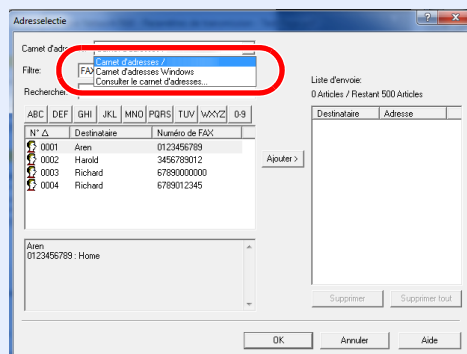 Adresselectie
Carnet d'adre
Carnet d'adresses /
Carnet d'adresses Windows
Consulter le carnet d'adresses...
Filtre:
FAX
Rechercher:
ABC DEF GHI JKL MNO PQRS TUV WXYZ 0-9
N° Δ Destinataire Numéro de FAX
0001 Aren 0123456789
0002 Harold 3456789012
0003 Richard 67890000000
0004 Richard 6789012345
Ajouter >
Liste d'envoie:
0 Articles / Restant 500 Articles
Destinataire Adresse
Aren
0123456789 : Home
Supprimer Supprimer tout
OK Annuler Aide